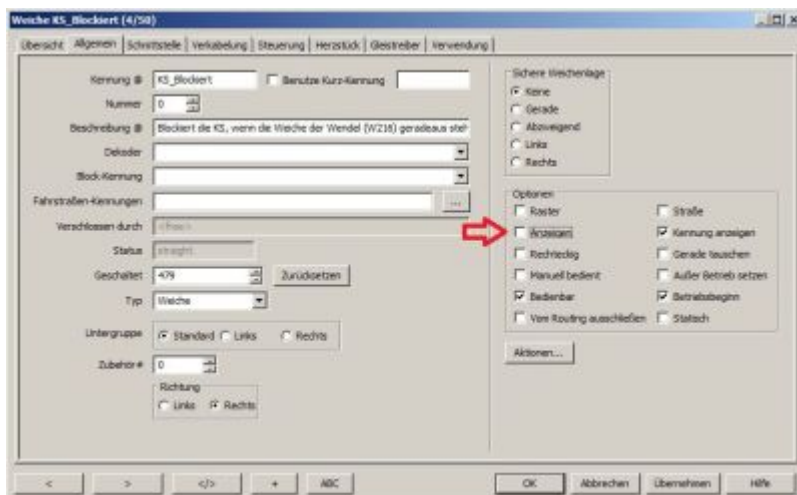 Weiche KS_Blockiert (4/50)
Übersicht Allgemein Schnittstelle Verkabelung Steuerung Herzstück Gleistreiber Verwendung
Kennung @ KS_Blockiert Benutze Kurz-Kennung
Nummer 0
Beschreibung @ Blockiert die KS, wenn die Weiche der Wendel (W216) geradeaus steht
Dekoder
Block-Kennung
Fahrstraßen-Kennungen ...
Verschlossen durch <free>
Status straight
Geschaltet 479 Zurücksetzen
Typ Weiche
Untergruppe Standard Links Rechts
Zubehör# 0
Richtung
Links Rechts
Sichere Weichenlage
Keine
Gerade
Abzweigend
Links
Rechts
Optionen
Raster Straße
Anzeigen Kennung anzeigen
Rechteckig Gerade tauschen
Manuell bedient Außer Betrieb setzen
Bedienbar Betriebsbeginn
Vom Routing ausschließen Statisch
Aktionen...
< > </> + ABC OK Abbrechen Übernehmen Hilfe